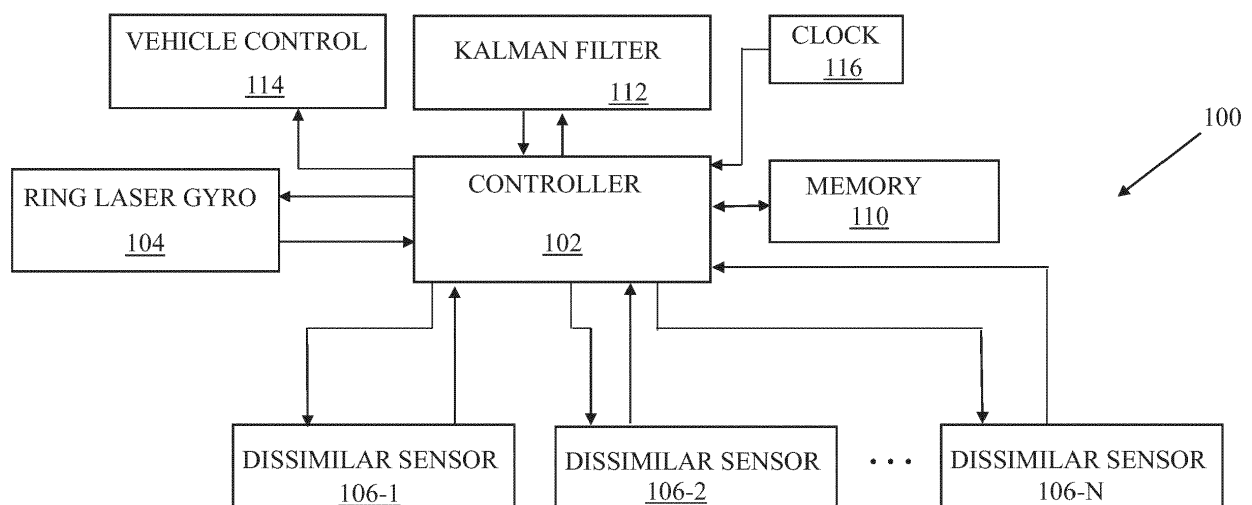 VEHICLE CONTROL
114
KALMAN FILTER
112
CLOCK
116
100
RING LASER GYRO
104
CONTROLLER
102
MEMORY
110
DISSIMILAR SENSOR
106-1
DISSIMILAR SENSOR
106-2
• • •
DISSIMILAR SENSOR
106-N